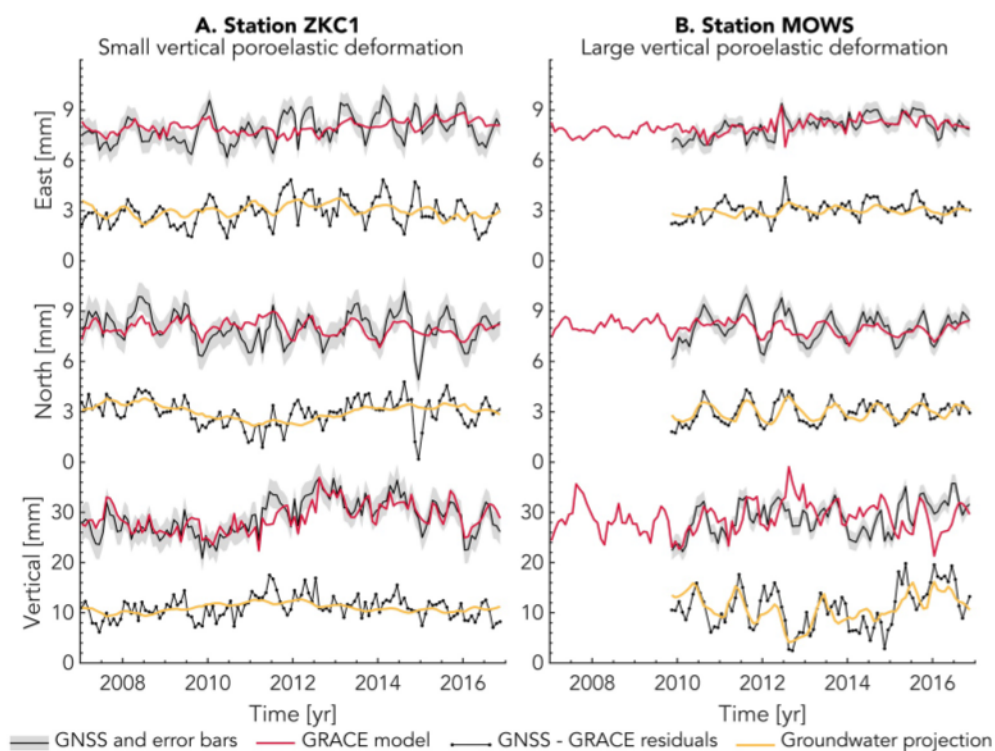 A. Station ZKC1
Small vertical poroelastic deformation
B. Station MOWS
Large vertical poroelastic deformation
East [mm]
9
6
3
0
9
6
3
0
North [mm]
9
6
3
0
9
6
3
0
Vertical [mm]
30
20
10
0
30
20
10
0
2008 2010 2012 2014 2016
2008 2010 2012 2014 2016
Time [yr]
Time [yr]
GNSS and error bars GRACE model GNSS - GRACE residuals Groundwater projection